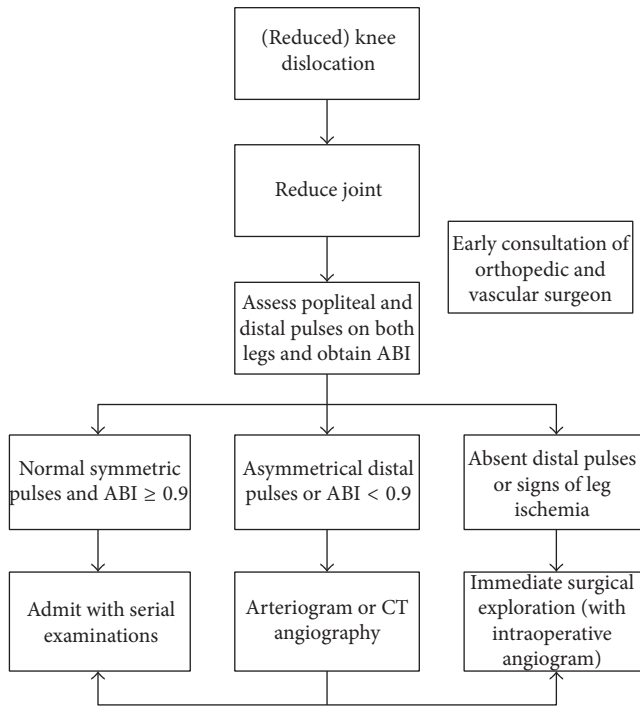 (Reduced) knee
dislocation
Reduce joint
Early consultation of
orthopedic and
vascular surgeon
Assess popliteal and
distal pulses on both
legs and obtain ABI
Normal symmetric
pulses and ABI ≥ 0.9
Asymmetrical distal
pulses or ABI < 0.9
Absent distal pulses
or signs of leg
ischemia
Admit with serial
examinations
Arteriogram or CT
angiography
Immediate surgical
exploration (with
intraoperative
angiogram)